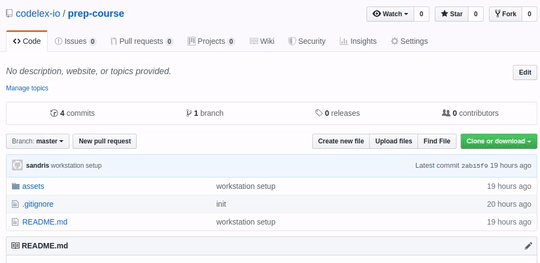 codelex-io / prep-course
Watch 0 Star 0 Fork 0
Code Issues 0 Pull requests 0 Projects 0 Wiki Security Insights Settings
No description, website, or topics provided. Edit
Manage topics
4 commits 1 branch 0 releases 0 contributors
Branch: master New pull request Create new file Upload files Find File Clone or download
sandris workstation setup Latest commit 2ab15f9 19 hours ago
assets workstation setup 19 hours ago
.gitignore init 20 hours ago
README.md workstation setup 19 hours ago
README.md